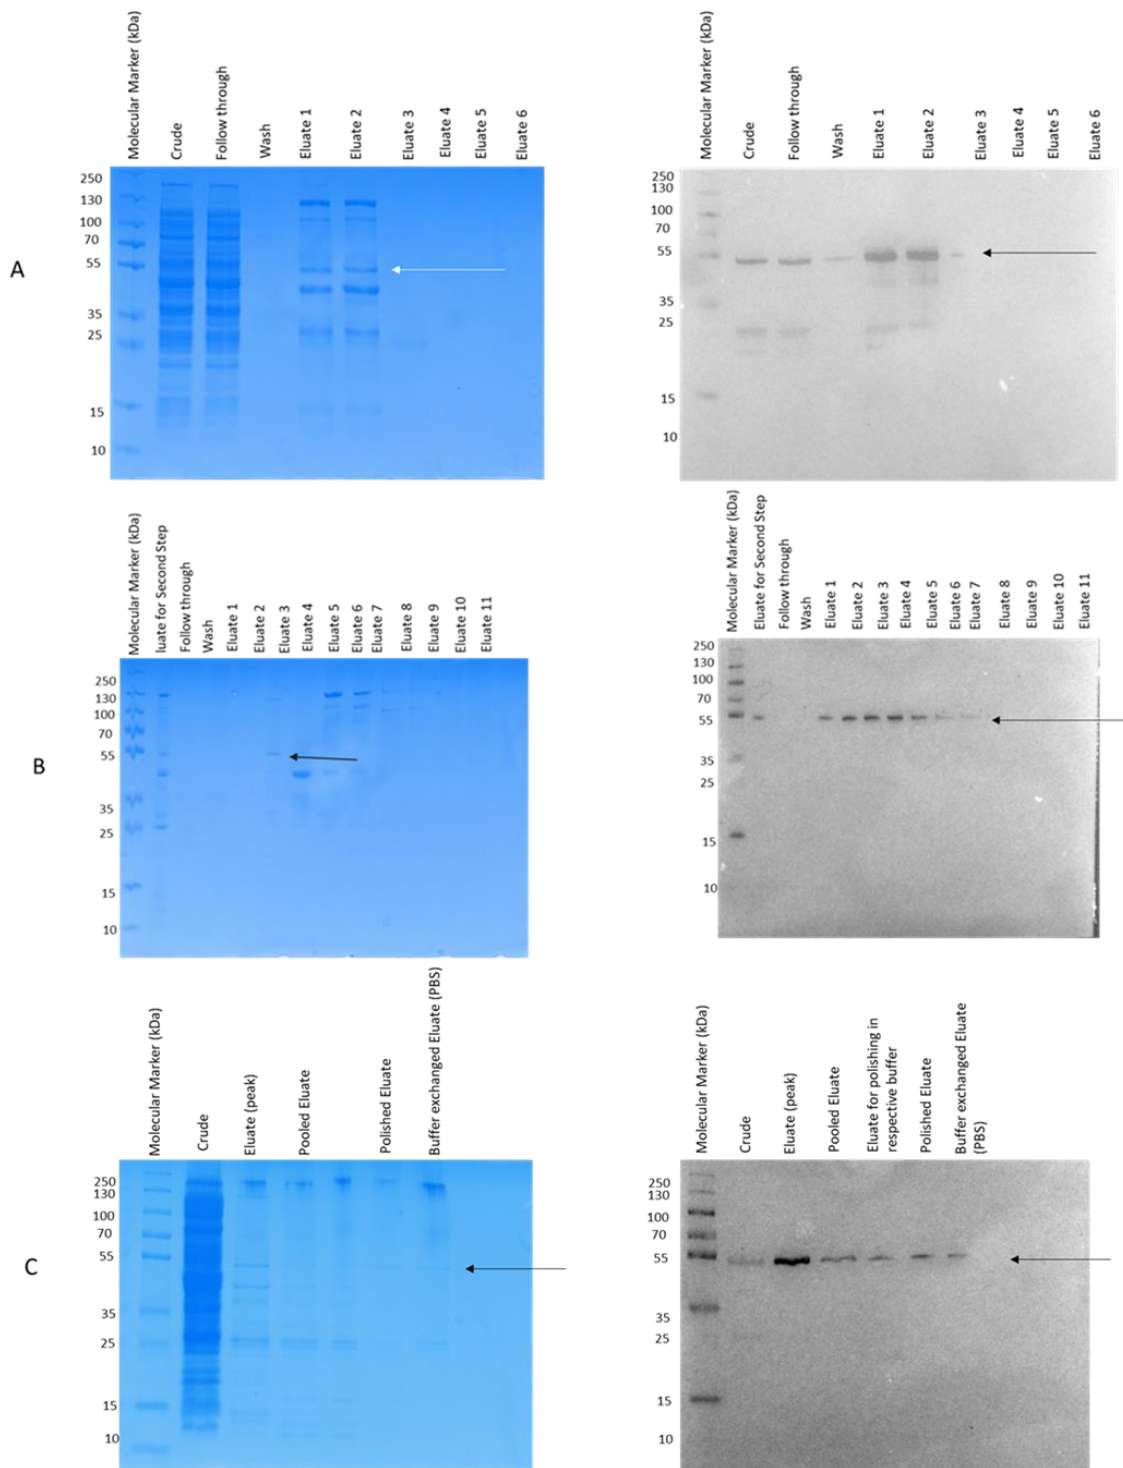 Molecular Marker (kDa)
Crude
Follow through
Wash
Eluate 1
Eluate 2
Eluate 3
Eluate 4
Eluate 5
Eluate 6
A
250
130
100
70
55
35
25
15
10
Molecular Marker (kDa)
Crude
Follow through
Wash
Eluate 1
Eluate 2
Eluate 3
Eluate 4
Eluate 5
Eluate 6
250
130
100
70
55
35
25
15
10
Molecular Marker (kDa)
luate for Second Step
Follow through
Wash
Eluate 1
Eluate 2
Eluate 3
Eluate 4
Eluate 5
Eluate 6
Eluate 7
Eluate 8
Eluate 9
Eluate 10
Eluate 11
B
250
130
100
70
55
35
25
15
10
Molecular Marker (kDa)
Eluate for Second Step
Follow through
Wash
Eluate 1
Eluate 2
Eluate 3
Eluate 4
Eluate 5
Eluate 6
Eluate 7
Eluate 8
Eluate 9
Eluate 10
Eluate 11
250
130
100
70
55
35
25
15
10
Molecular Marker (kDa)
Crude
Eluate (peak)
Pooled Eluate
Polished Eluate
Buffer exchanged Eluate (PBS)
C
250
130
100
70
55
35
25
15
10
Molecular Marker (kDa)
Crude
Eluate (peak)
Pooled Eluate
Eluate for polishing in
respective buffer
Polished Eluate
Buffer exchanged Eluate
(PBS)
250
130
100
70
55
35
25
15
10